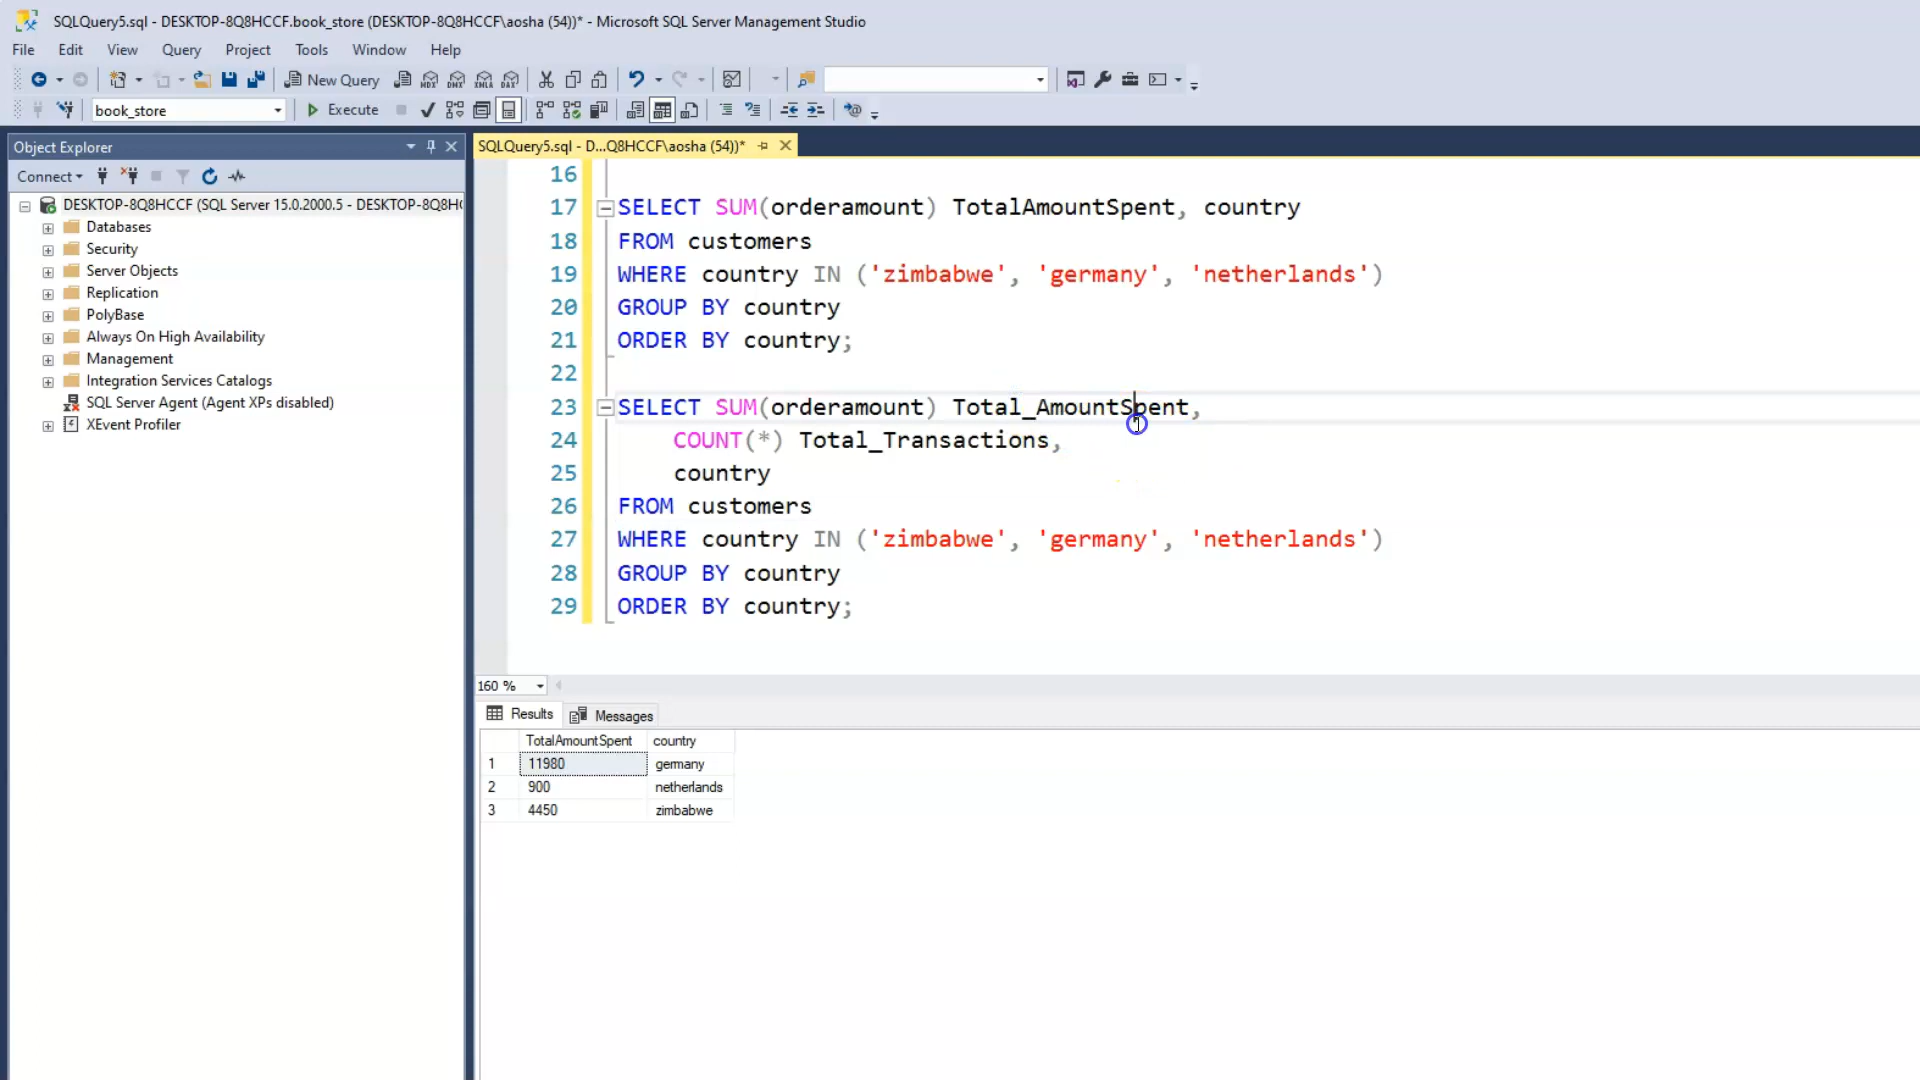 SQLQuery5.sql - DESKTOP-8Q8HCCF.book_store (DESKTOP-8Q8HCCF\aosha (54))* - Microsoft SQL Server Management Studio
File Edit View Query Project Tools Window Help
New Query
MDX DMX XMLA DAX
book_store Execute
Object Explorer
Connect
DESKTOP-8Q8HCCF (SQL Server 15.0.2000.5 - DESKTOP-8Q8H
Databases
Security
Server Objects
Replication
PolyBase
Always On High Availability
Management
Integration Services Catalogs
SQL Server Agent (Agent XPs disabled)
XEvent Profiler
SQLQuery5.sql - D...Q8HCCF\aosha (54))*
16
17 SELECT SUM(orderamount) TotalAmountSpent, country
18 FROM customers
19 WHERE country IN ('zimbabwe', 'germany', 'netherlands')
20 GROUP BY country
21 ORDER BY country;
22
23 SELECT SUM(orderamount) Total_AmountSpent,
24 COUNT(*) Total_Transactions,
25 country
26 FROM customers
27 WHERE country IN ('zimbabwe', 'germany', 'netherlands')
28 GROUP BY country
29 ORDER BY country;
160 %
Results Messages
TotalAmountSpent country
1 11980 germany
2 900 netherlands
3 4450 zimbabwe